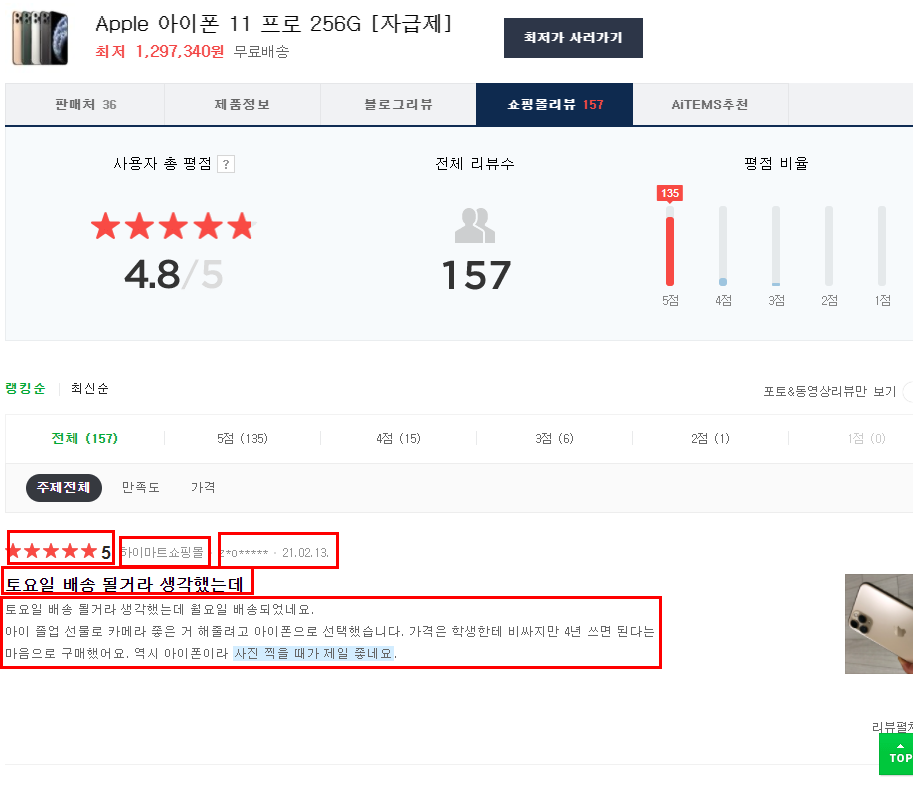 Apple 아이폰 11 프로 256G [자급제]
최저 1,297,340원 무료배송
최저가 사러가기
판매처 36 제품정보 블로그리뷰 쇼핑몰리뷰 157 AiTEMS추천
사용자 총 평점 ? 전체 리뷰수 평점 비율
135
4.8/5 157
5점 4점 3점 2점 1점
랭킹순 최신순 포토&동영상리뷰만 보기
전체 (157) 5점 (135) 4점 (15) 3점 (6) 2점 (1) 1점 (0)
주제전체 만족도 가격
5 하이마트쇼핑몰 z*o***** · 21.02.13.
토요일 배송 될거라 생각했는데
토요일 배송 될거라 생각했는데 월요일 배송되었네요.
아이 졸업 선물로 카메라 좋은 거 해줄려고 아이폰으로 선택했습니다. 가격은 학생한테 비싸지만 4년 쓰면 된다는
마음으로 구매했어요. 역시 아이폰이라 사진 찍을 때가 제일 좋네요.
리뷰펼쳐
TOP